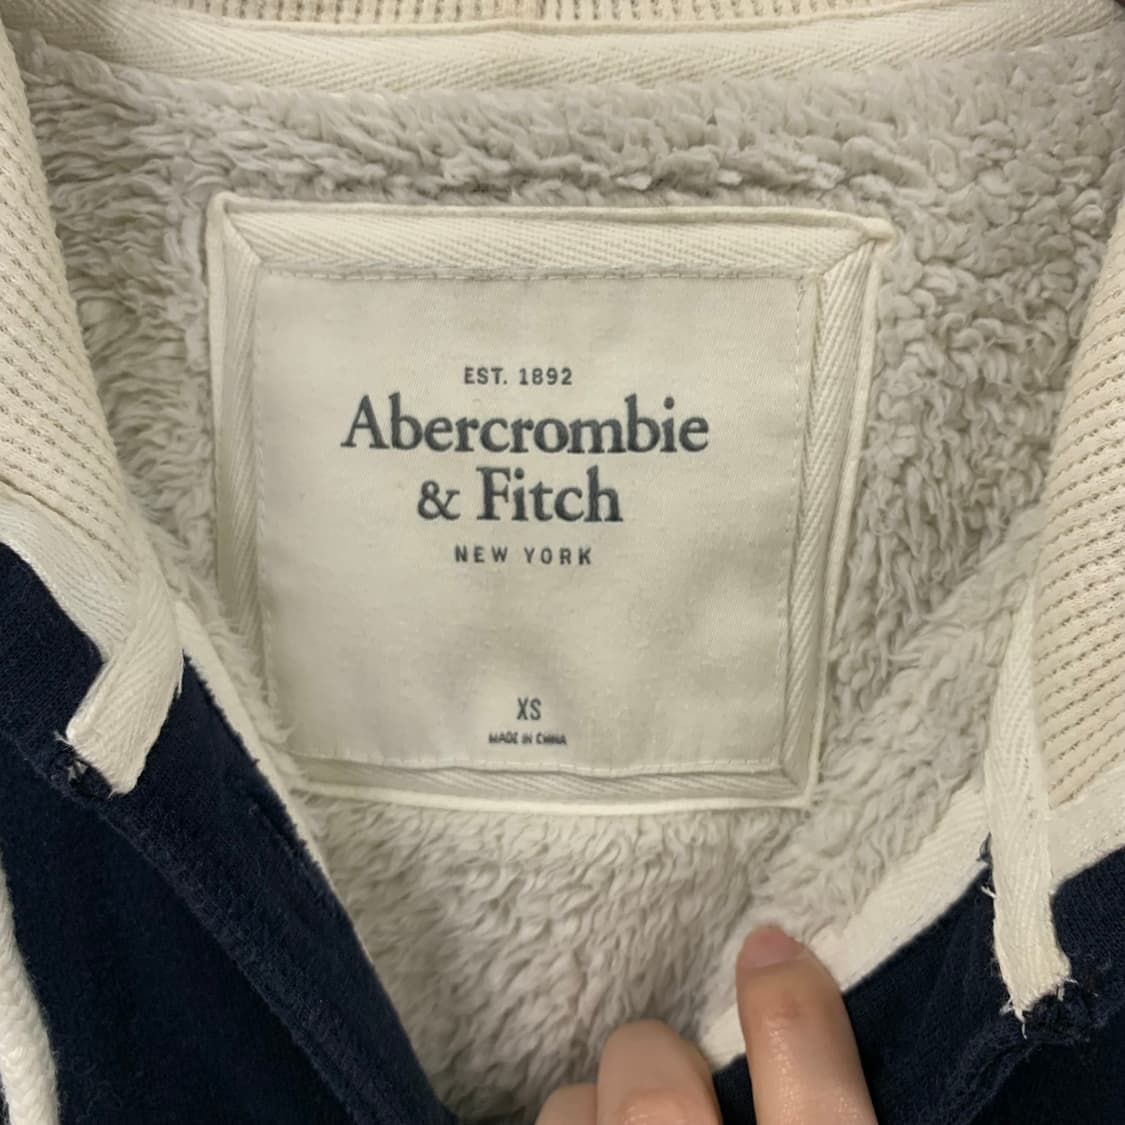 EST. 1892
Abercrombie
& Fitch
NEW YORK
XS
MADE IN CHINA